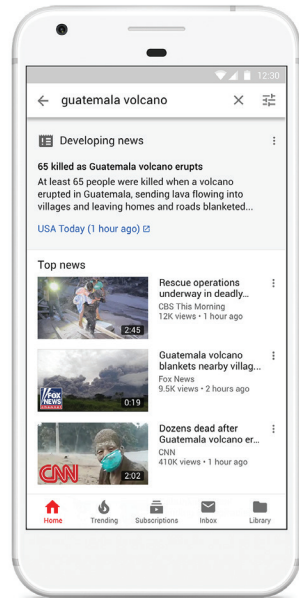 12:30
guatemala volcano
Developing news
65 killed as Guatemala volcano erupts
At least 65 people were killed when a volcano
erupted in Guatemala, sending lava flowing into
villages and leaving homes and roads blanketed...
USA Today (1 hour ago)
Top news
Rescue operations
underway in deadly...
CBS This Morning
12K views • 1 hour ago
2:45
Guatemala volcano
blankets nearby villag...
Fox News
9.5K views • 2 hours ago
FOX
NEWS
channel
0:19
Dozens dead after
Guatemala volcano er...
CNN
410K views • 1 hour ago
CNN
2:02
Home
Trending
Subscriptions
Inbox
Library